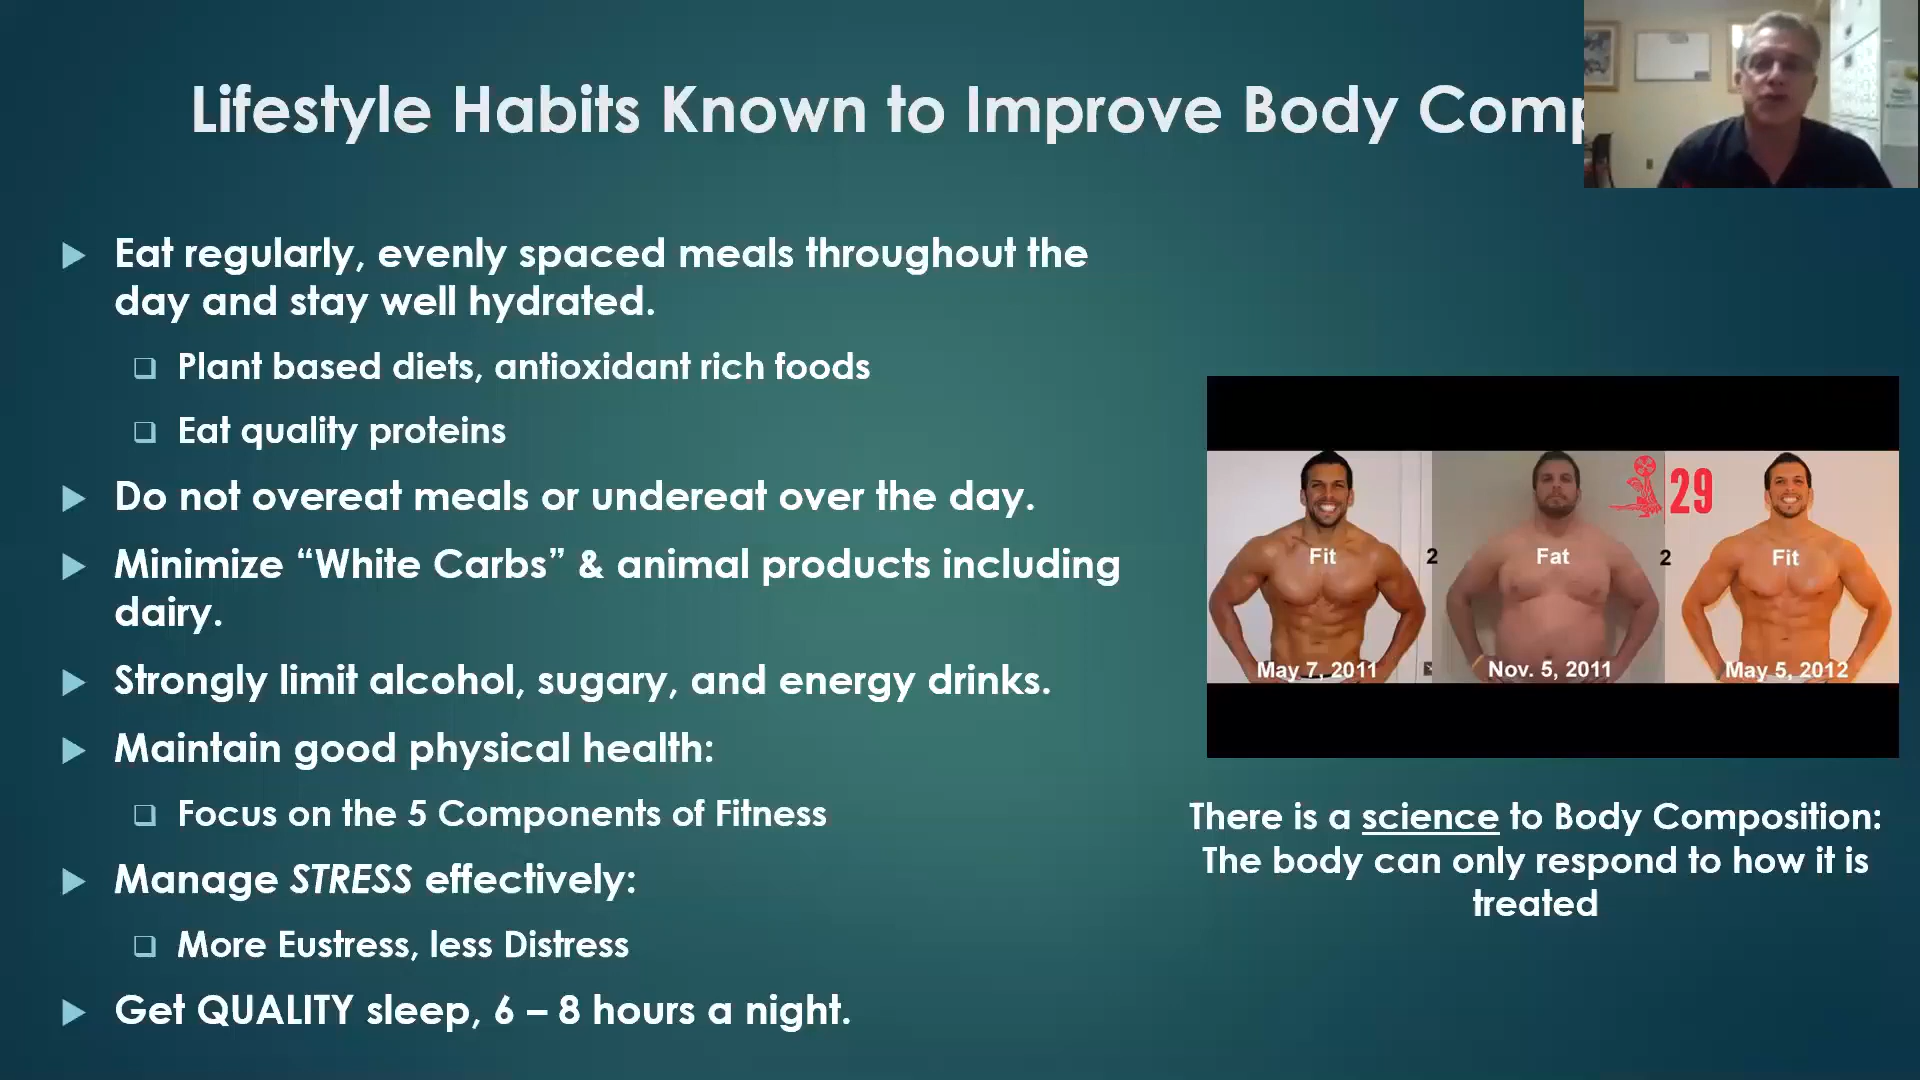 Lifestyle Habits Known to Improve Body Comp
Eat regularly, evenly spaced meals throughout the
day and stay well hydrated.
Plant based diets, antioxidant rich foods
Eat quality proteins
Do not overeat meals or undereat over the day.
Minimize “White Carbs” & animal products including
dairy.
Strongly limit alcohol, sugary, and energy drinks.
Maintain good physical health:
Focus on the 5 Components of Fitness
Manage STRESS effectively:
More Eustress, less Distress
Get QUALITY sleep, 6 – 8 hours a night.
29
Fit 2 Fat 2 Fit
May 7, 2011 Nov. 5, 2011 May 5, 2012
There is a science to Body Composition:
The body can only respond to how it is
treated